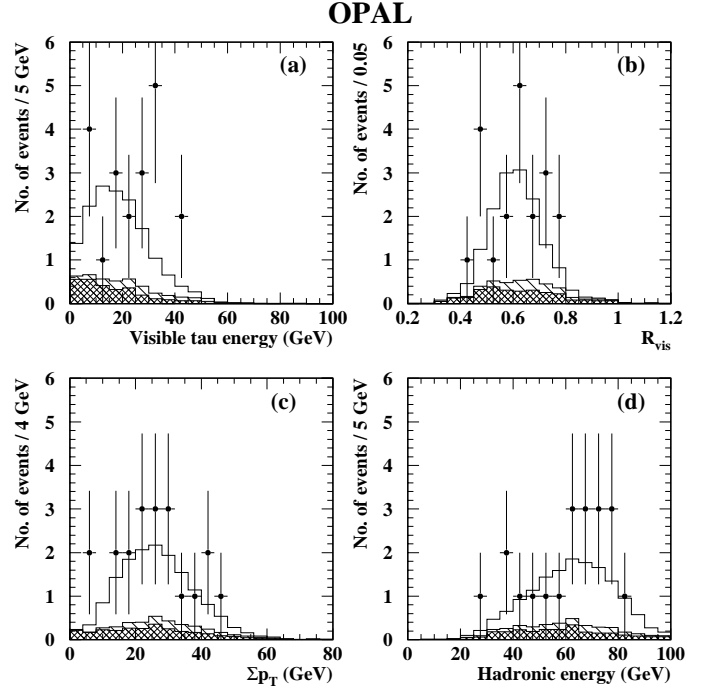 OPAL
No. of events / 5 GeV
6
5
4
3
2
1
0
(a)
0 20 40 60 80 100
Visible tau energy (GeV)
No. of events / 0.05
6
5
4
3
2
1
0
(b)
0.2 0.4 0.6 0.8 1 1.2
R_vis
No. of events / 4 GeV
6
5
4
3
2
1
0
(c)
0 20 40 60 80
Σp_T (GeV)
No. of events / 5 GeV
6
5
4
3
2
1
0
(d)
0 20 40 60 80 100
Hadronic energy (GeV)